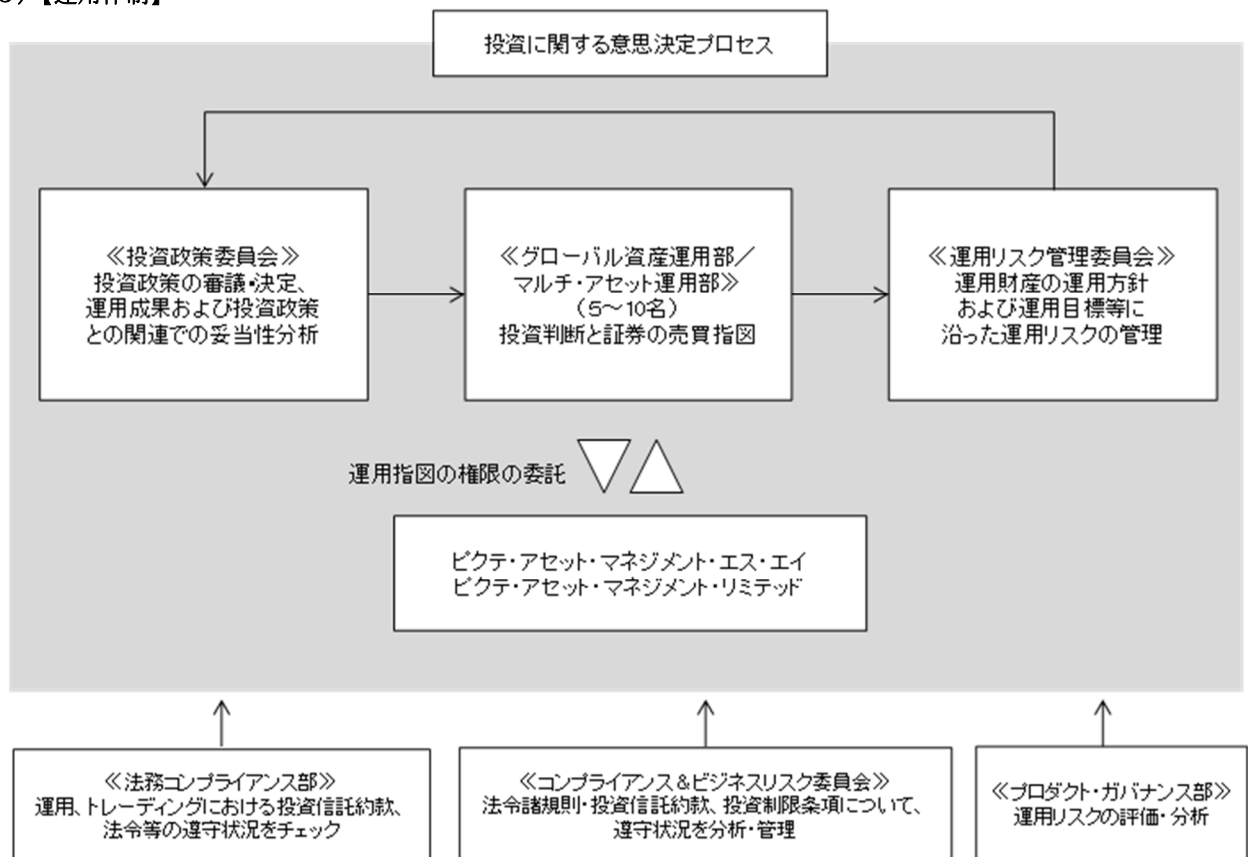 【運用体制】
投資に関する意思決定プロセス
≪投資政策委員会≫
投資政策の審議・決定、
運用成果および投資政策
との関連での妥当性分析
≪グローバル資産運用部／
マルチ・アセット運用部≫
（5～10名）
投資判断と証券の売買指図
≪運用リスク管理委員会≫
運用財産の運用方針
および運用目標等に
沿った運用リスクの管理
運用指図の権限の委託
ピクテ・アセット・マネジメント・エス・エイ
ピクテ・アセット・マネジメント・リミテッド
≪法務コンプライアンス部≫
運用、トレーディングにおける投資信託約款、
法令等の遵守状況をチェック
≪コンプライアンス＆ビジネスリスク委員会≫
法令諸規則・投資信託約款、投資制限条項について、
遵守状況を分析・管理
≪プロダクト・ガバナンス部≫
運用リスクの評価・分析